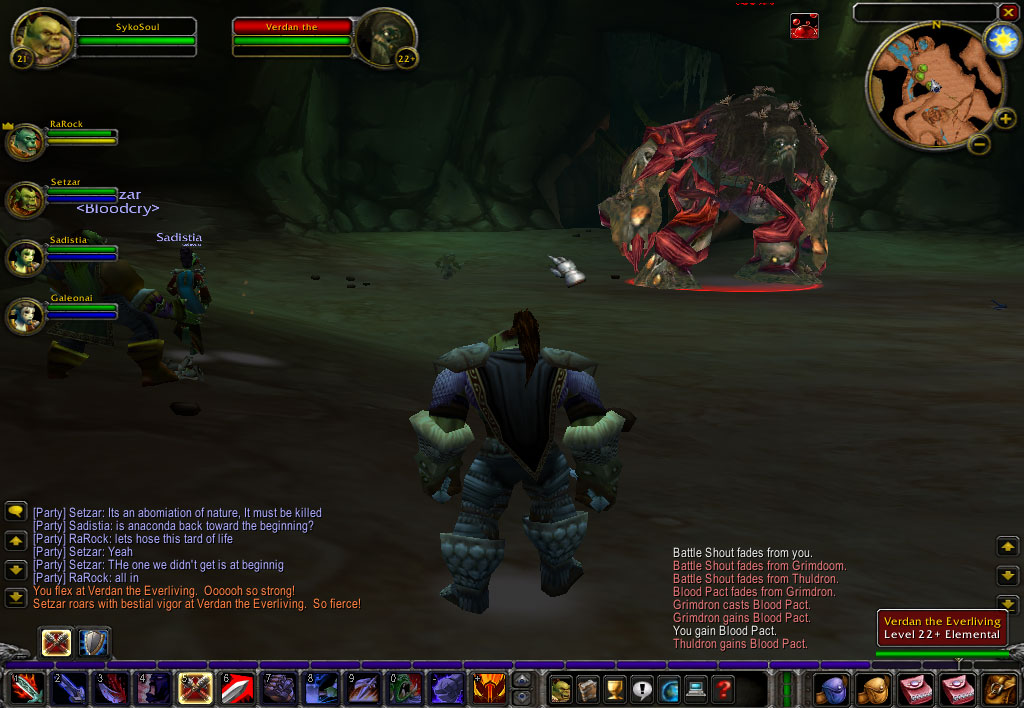 SykoSoul
21
Verdan the
22+
N
RaRock
Setzar
zar
<Bloodcry>
Sadistia
Sadistia
Galeonai
[Party] Setzar: Its an abomiation of nature, It must be killed
[Party] Sadistia: is anaconda back toward the beginning?
[Party] RaRock: lets hose this tard of life
[Party] Setzar: Yeah
[Party] Setzar: THe one we didn't get is at beginnig
[Party] RaRock: all in
You flex at Verdan the Everliving.  Oooooh so strong!
Setzar roars with bestial vigor at Verdan the Everliving.  So fierce!
Battle Shout fades from you.
Battle Shout fades from Grimdoom.
Battle Shout fades from Thuldron.
Blood Pact fades from Grimdron.
Grimdron casts Blood Pact.
Grimdron gains Blood Pact.
You gain Blood Pact.
Thuldron gains Blood Pact.
Verdan the Everliving
Level 22+ Elemental
1 2 3 4 5 6 7 8 9 0 - +